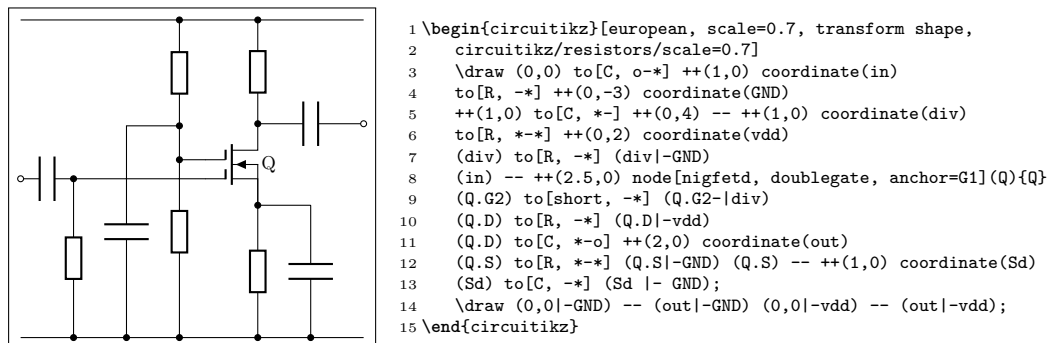 Q
1 \begin{circuitikz}[european, scale=0.7, transform shape,
2 circuitikz/resistors/scale=0.7]
3 \draw (0,0) to[C, o-*] ++(1,0) coordinate(in)
4 to[R, -*] ++(0,-3) coordinate(GND)
5 ++(1,0) to[C, *-] ++(0,4) -- ++(1,0) coordinate(div)
6 to[R, *-*] ++(0,2) coordinate(vdd)
7 (div) to[R, -*] (div|-GND)
8 (in) -- ++(2.5,0) node[nigfetd, doublegate, anchor=G1](Q){Q}
9 (Q.G2) to[short, -*] (Q.G2-|div)
10 (Q.D) to[R, -*] (Q.D|-vdd)
11 (Q.D) to[C, *-o] ++(2,0) coordinate(out)
12 (Q.S) to[R, *-*] (Q.S|-GND) (Q.S) -- ++(1,0) coordinate(Sd)
13 (Sd) to[C, -*] (Sd |- GND);
14 \draw (0,0|-GND) -- (out|-GND) (0,0|-vdd) -- (out|-vdd);
15 \end{circuitikz}